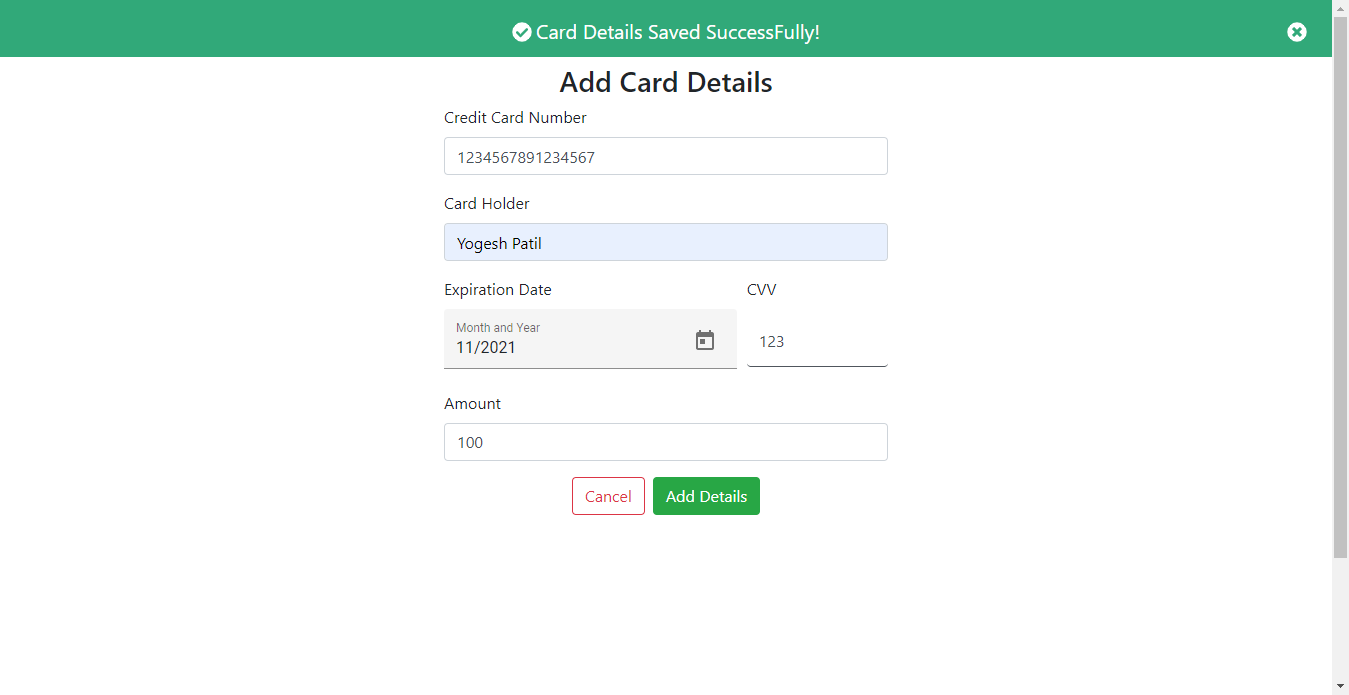 Card Details Saved SuccessFully!
Add Card Details
Credit Card Number
1234567891234567
Card Holder
Yogesh Patil
Expiration Date CVV
Month and Year
11/2021 123
Amount
100
Cancel Add Details